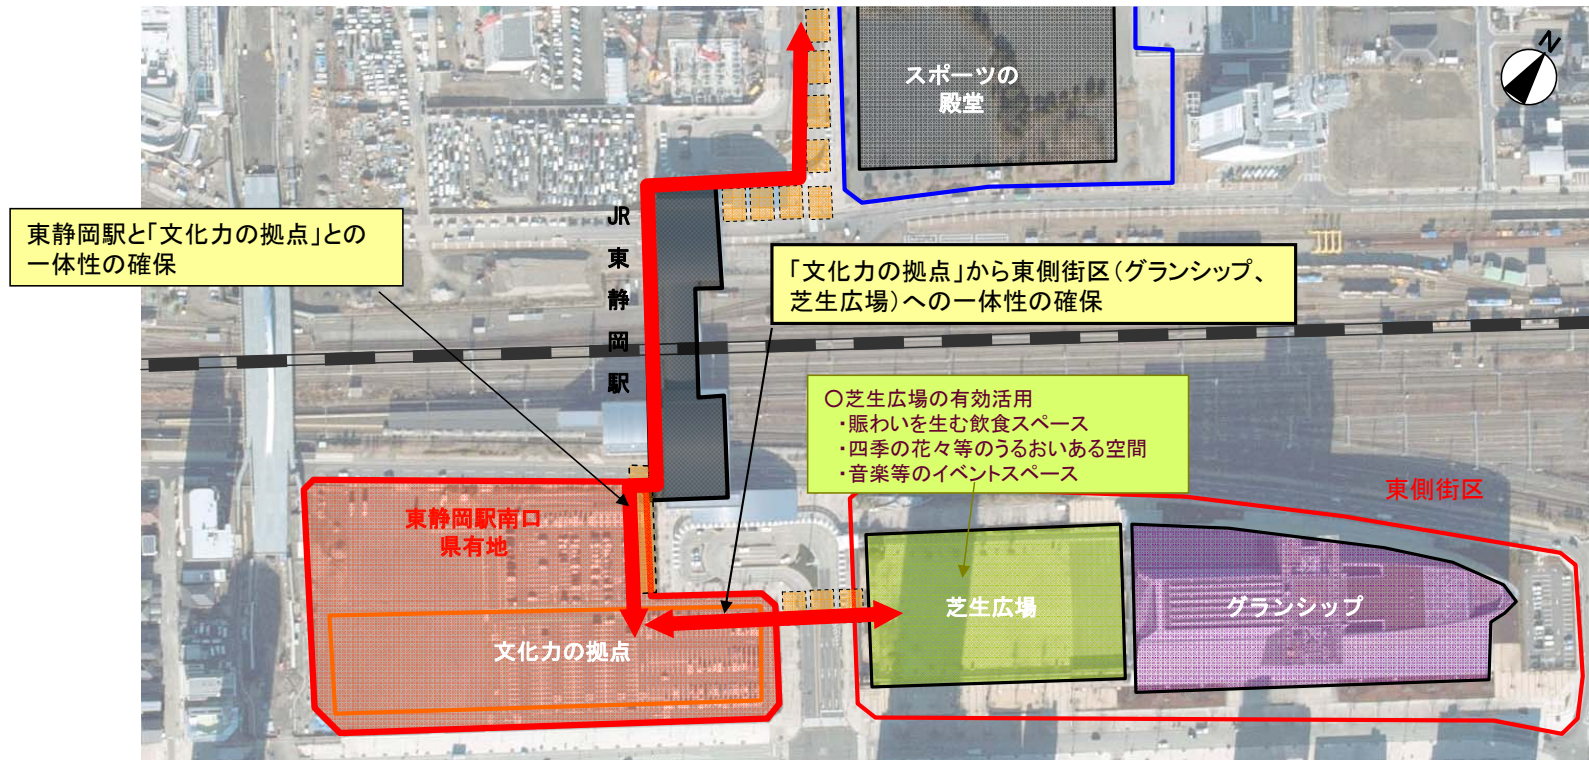 N
スポーツの
殿堂
JR
東
静
岡
駅
東静岡駅と「文化力の拠点」との
一体性の確保
「文化力の拠点」から東側街区(グランシップ、
芝生広場)への一体性の確保
○芝生広場の有効活用
・賑わいを生む飲食スペース
・四季の花々等のうるおいある空間
・音楽等のイベントスペース
東側街区
東静岡駅南口
県有地
芝生広場
グランシップ
文化力の拠点